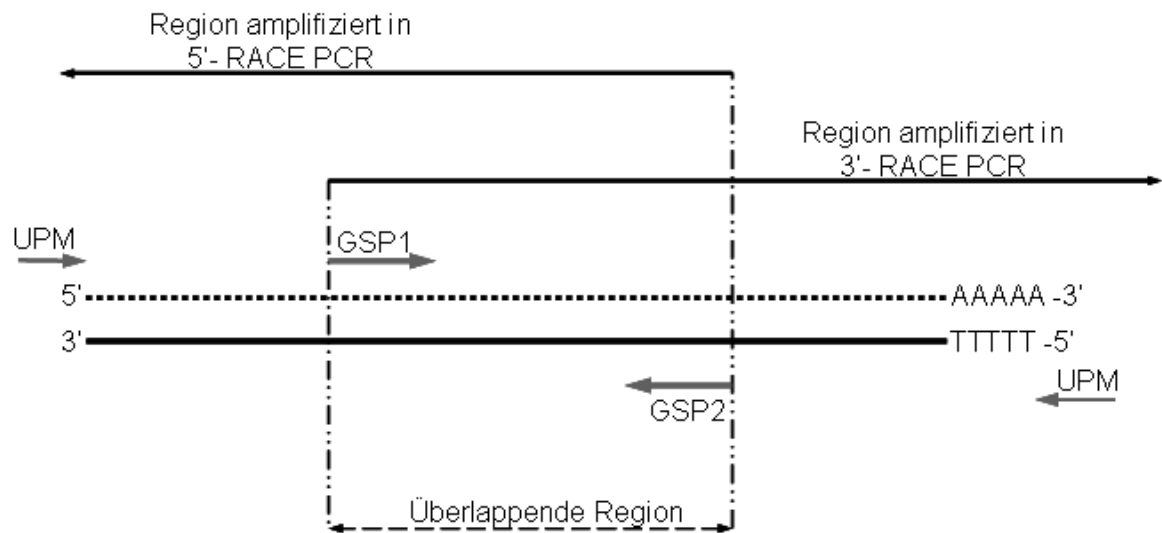 Region amplifiziert in
5'- RACE PCR
Region amplifiziert in
3'- RACE PCR
UPM
GSP1
5' AAAAA -3'
3' TTTTT -5'
GSP2
UPM
Überlappende Region